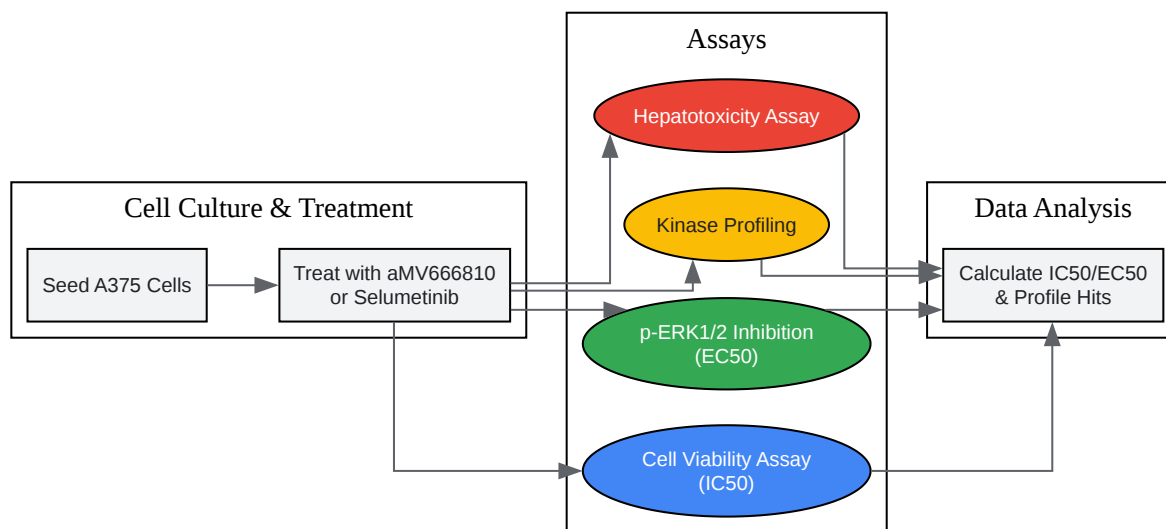 Assays
Hepatotoxicity Assay
Cell Culture & Treatment
Kinase Profiling
Data Analysis
Seed A375 Cells
Treat with aMV666810
or Selumetinib
Calculate IC50/EC50
& Profile Hits
p-ERK1/2 Inhibition
(EC50)
Cell Viability Assay
(IC50)